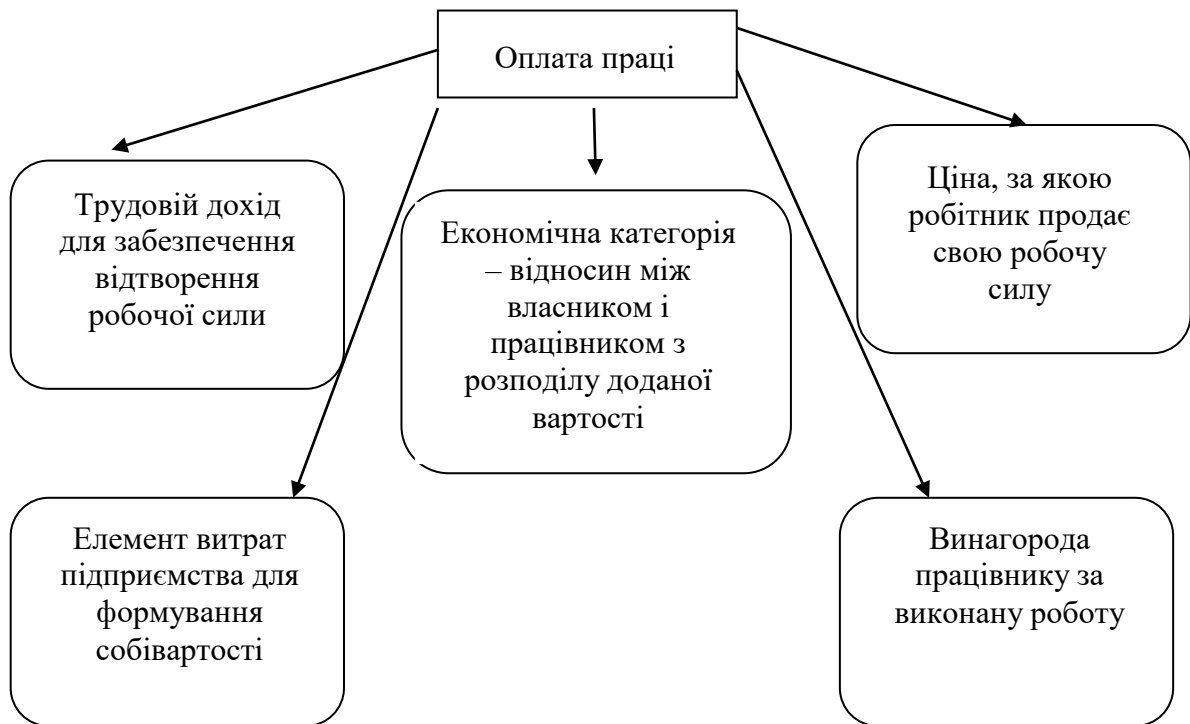 Оплата праці
Трудовій дохід
для забезпечення
відтворення
робочої сили
Економічна категорія
– відносин між
власником і
працівником з
розподілу доданої
вартості
Ціна, за якою
робітник продає
свою робочу
силу
Елемент витрат
підприємства для
формування
собівартості
Винагорода
працівнику за
виконану роботу